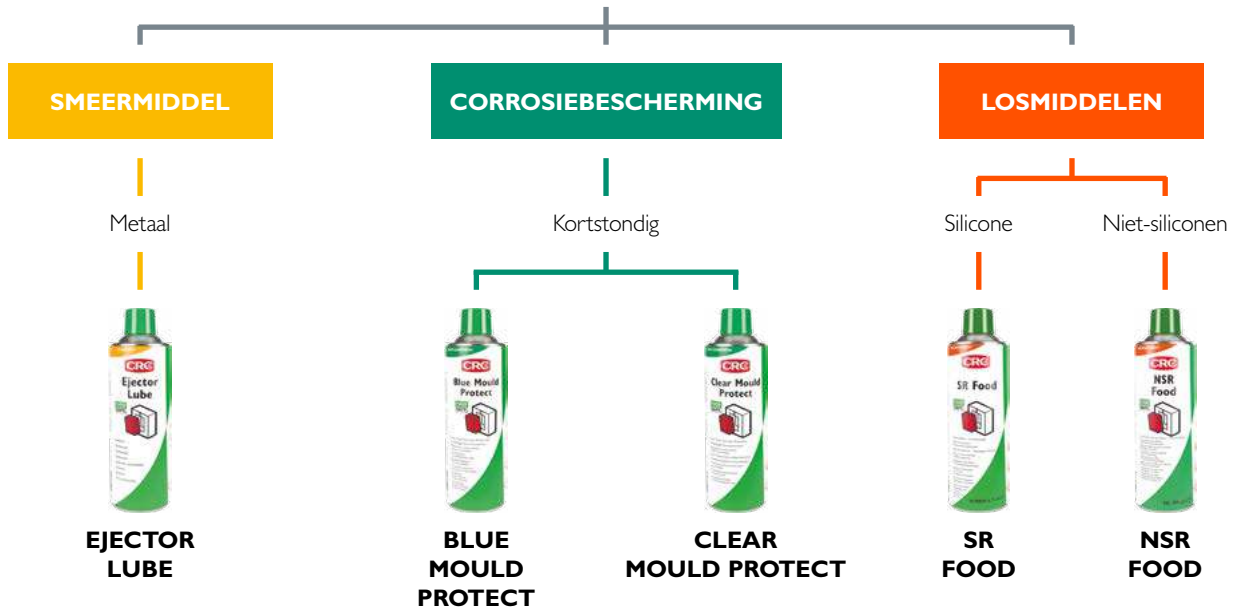 SMEERMIDDEL
CORROSIEBESCHERMING
LOSMIDDELEN
Metaal
Kortstondig
Silicone
Niet-siliconen
CRC
Ejector
Lube
CRC
Blue Mould
Protect
CRC
Clear Mould
Protect
CRC
SR Food
CRC
NSR
Food
EJECTOR
LUBE
BLUE
MOULD
PROTECT
CLEAR
MOULD PROTECT
SR
FOOD
NSR
FOOD